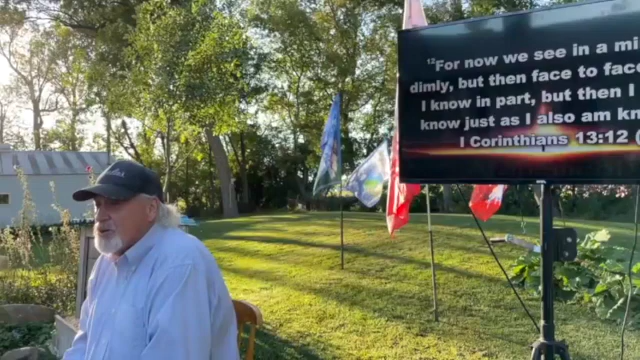 ¹²For now we see in a mi
dimly, but then face to face
I know in part, but then I
know just as I also am kn
I Corinthians 13:12 (